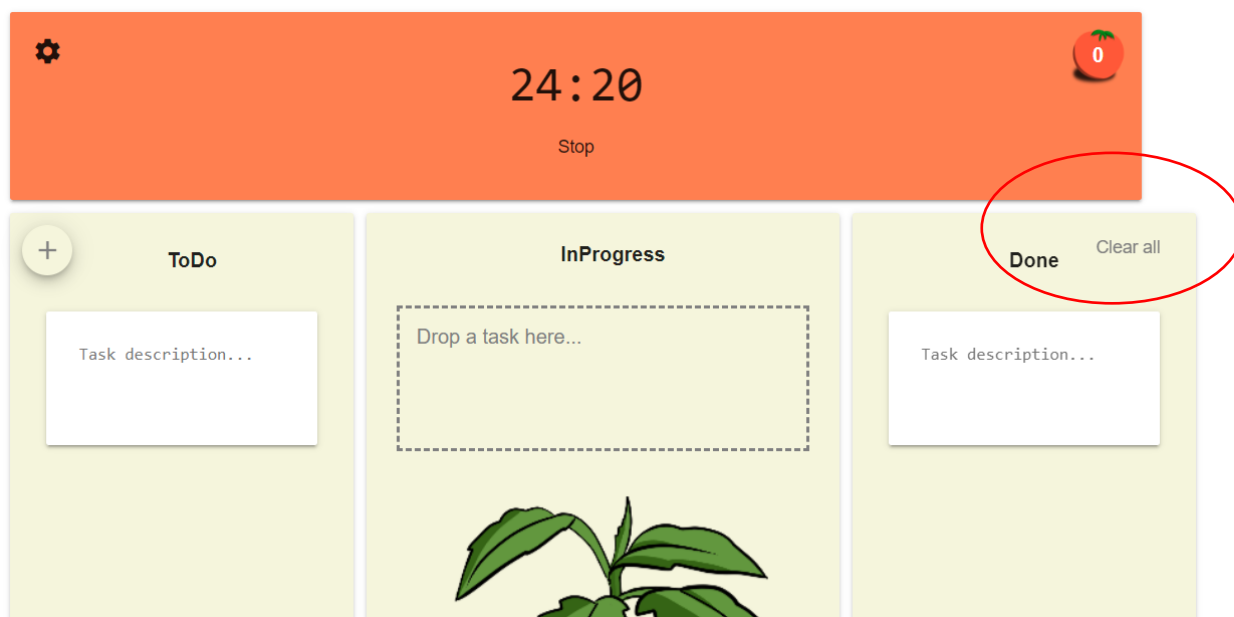 0
24:20
Stop
+
ToDo
InProgress
Done
Clear all
Task description...
Drop a task here...
Task description...